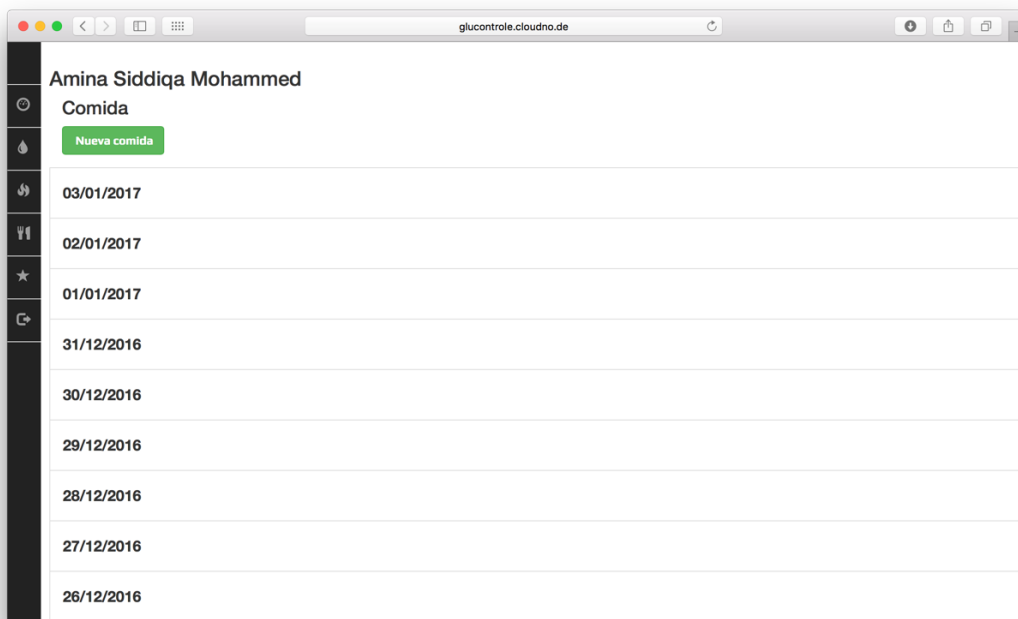 glucontrole.cloudno.de
Amina Siddiqa Mohammed
Comida
Nueva comida
03/01/2017
02/01/2017
01/01/2017
31/12/2016
30/12/2016
29/12/2016
28/12/2016
27/12/2016
26/12/2016